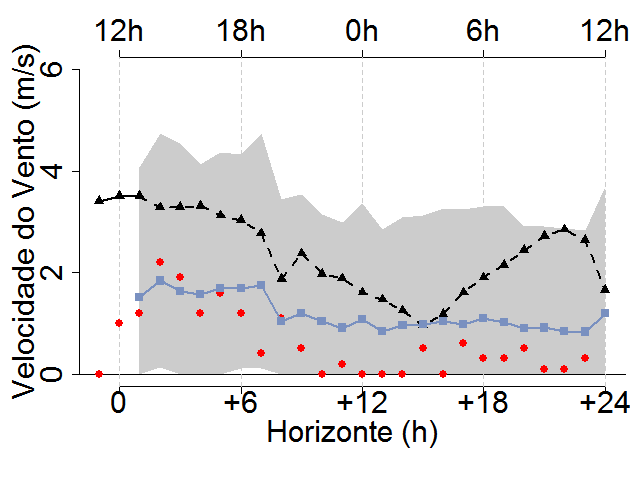 12h 18h 0h 6h 12h
Velocidade do Vento (m/s)
6
4
2
0
0 +6 +12 +18 +24
Horizonte (h)